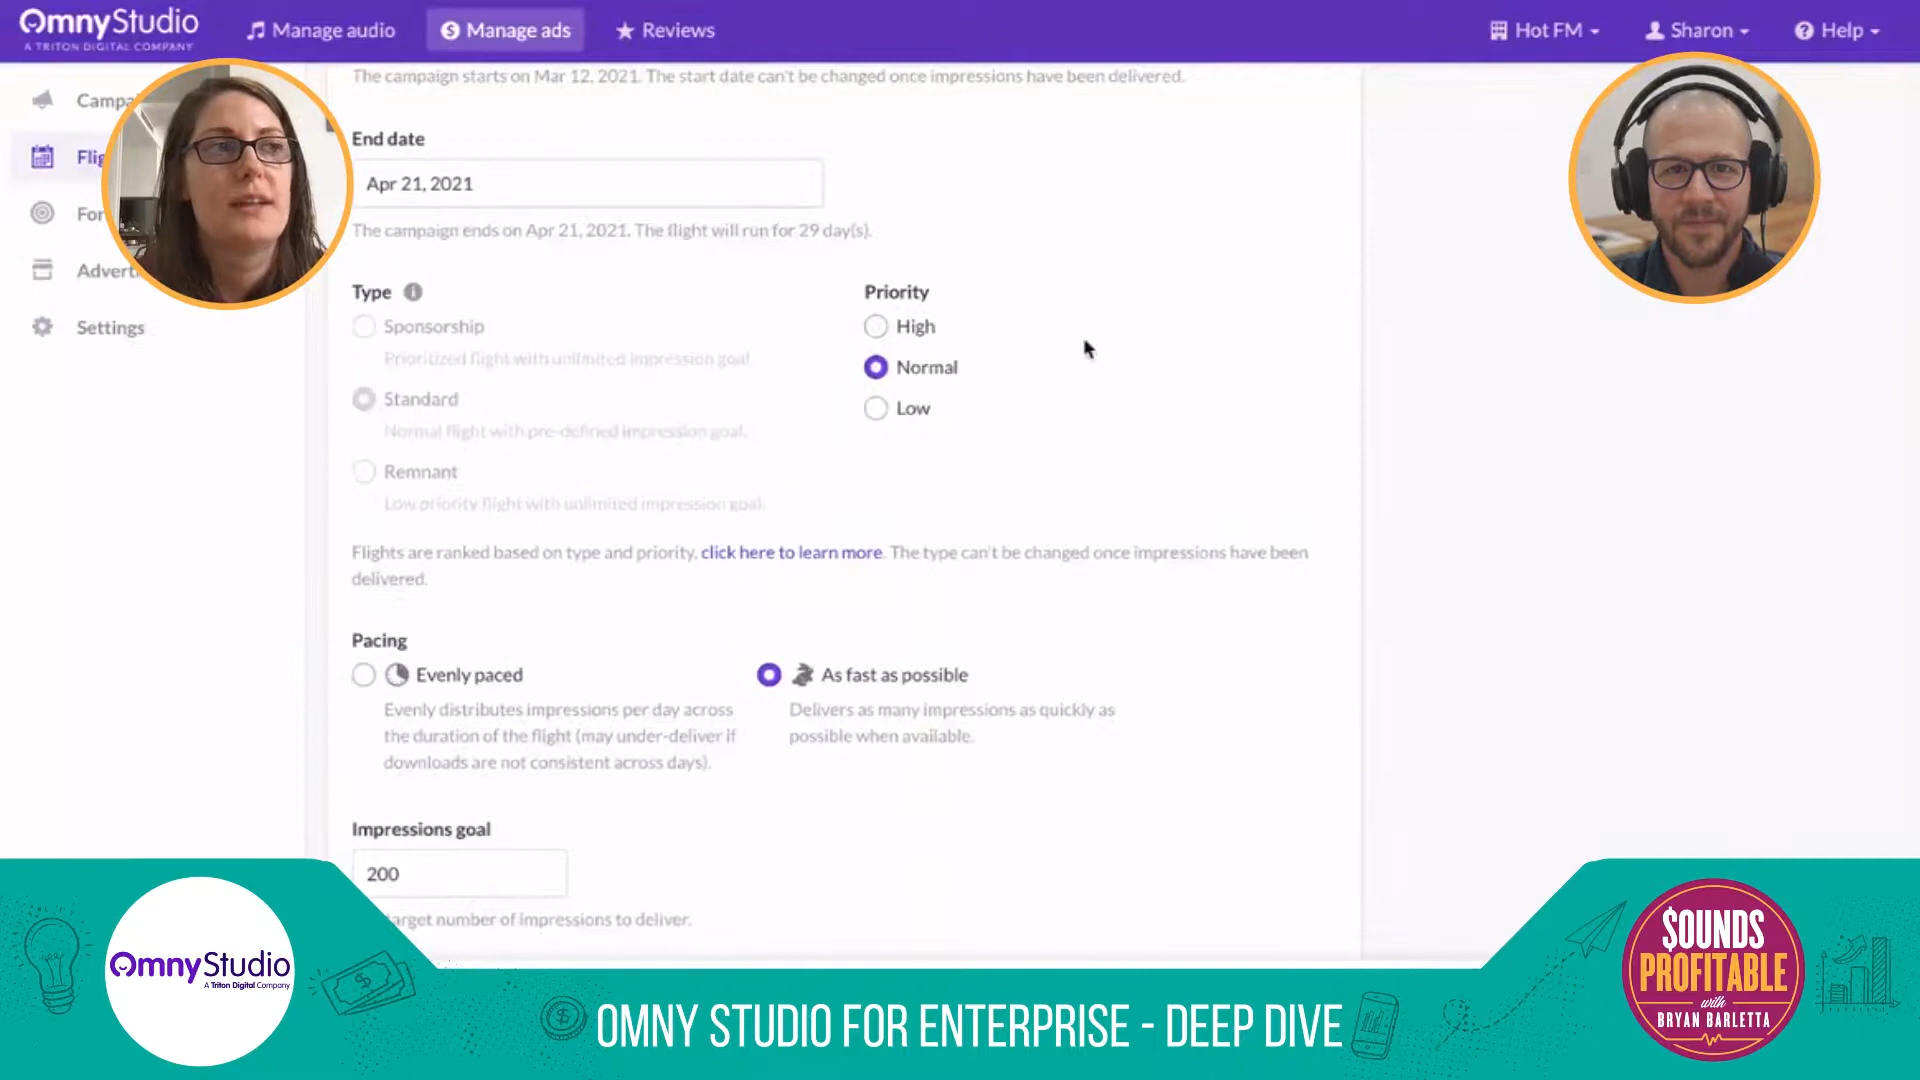 OmnyStudio
A TRITON DIGITAL COMPANY
Manage audio
Manage ads
Reviews
Hot FM
Sharon
Help
The campaign starts on Mar 12, 2021. The start date can't be changed once impressions have been delivered.
Campa
Flig
For
Advert
Settings
End date
Apr 21, 2021
The campaign ends on Apr 21, 2021. The flight will run for 29 day(s).
Type
Sponsorship
Prioritized flight with unlimited impression goal.
Standard
Normal flight with pre-defined impression goal.
Remnant
Low priority flight with unlimited impression goal.
Priority
High
Normal
Low
Flights are ranked based on type and priority, click here to learn more. The type can't be changed once impressions have been
delivered.
Pacing
Evenly paced
Evenly distributes impressions per day across
the duration of the flight (may under-deliver if
downloads are not consistent across days).
As fast as possible
Delivers as many impressions as quickly as
possible when available.
Impressions goal
200
target number of impressions to deliver.
OmnyStudio
A Triton Digital Company
OMNY STUDIO FOR ENTERPRISE - DEEP DIVE
$OUNDS
PROFITABLE
with
BRYAN BARLETTA